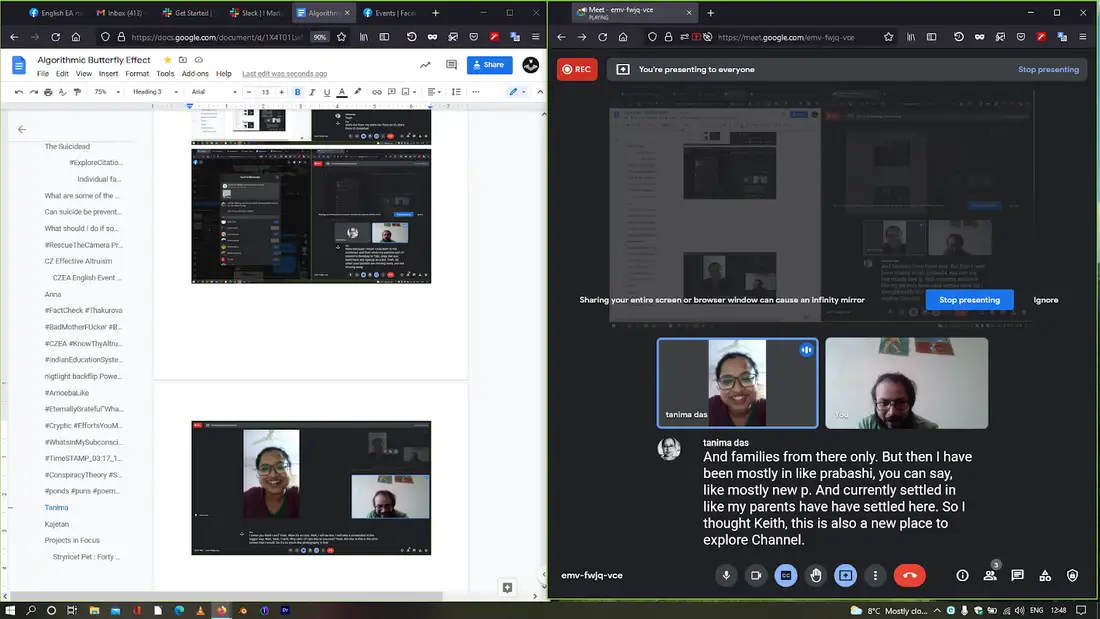 English EA m
Inbox (413)
Get Started |
Slack | ! Mart
Algorithmic
Events | Face
https://docs.google.com/document/d/1X4T01Lw
90%
Algorithmic Butterfly Effect
File Edit View Insert Format Tools Add-ons Help Last edit was seconds ago
Share
75% Heading 3 Arial 13
The Suicidead
#ExploreCitatio...
Individual fa...
What are some of the ...
Can suicide be prevent...
What should i do if so...
#RescueTheCamera Pr...
CZ Effective Altruism
CZEA English Event ...
Anna
#FactCheck #Thakurova
#BadMotherFUcker #B...
#CZEA #KnowThyAltru...
#IndianEducationSyste...
nigtlight backflip Powe...
#AmoebaLike
#EternallyGrateful"Wha...
#Cryptic #EffortsYouM...
#WhatsInMySubconsci...
#TimeSTAMP_03:17_1...
#ConspiracyTheory #S...
#ponds #puns #poem...
Tanima
Kajetan
Projects in Focus
Stryricet Pet : Forty ...
Meet - emv-fwjq-vce
PLAYING
https://meet.google.com/emv-fwjq-vce
REC
You're presenting to everyone
Stop presenting
Sharing your entire screen or browser window can cause an infinity mirror
Stop presenting
Ignore
tanima das
You
tanima das
And families from there only. But then I have
been mostly in like prabashi, you can say,
like mostly new p. And currently settled in
like my parents have have settled here. So I
thought Keith, this is also a new place to
explore Channel.
emv-fwjq-vce
3
8°C Mostly clo...
ENG 12:48